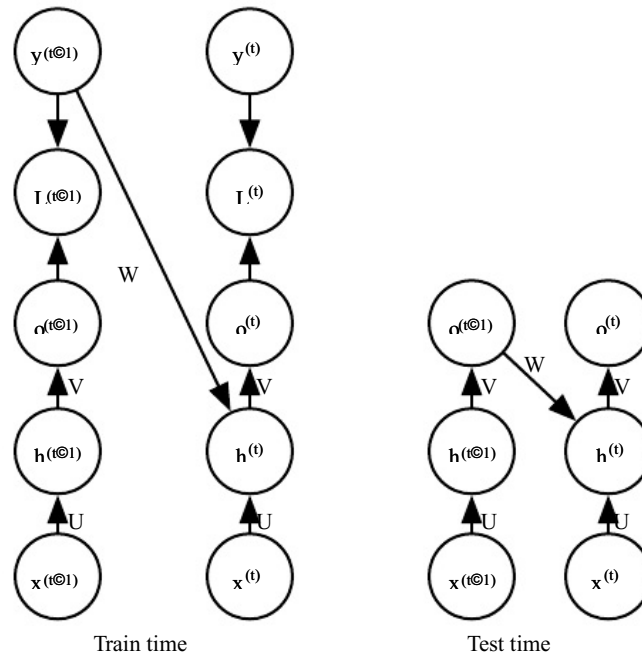 y(t©1) y(t)
L(t©1) L(t)
W
o(t©1) o(t) o(t©1) o(t)
W
V V V V
h(t©1) h(t) h(t©1) h(t)
U U U U
x(t©1) x(t) x(t©1) x(t)
Train time Test time